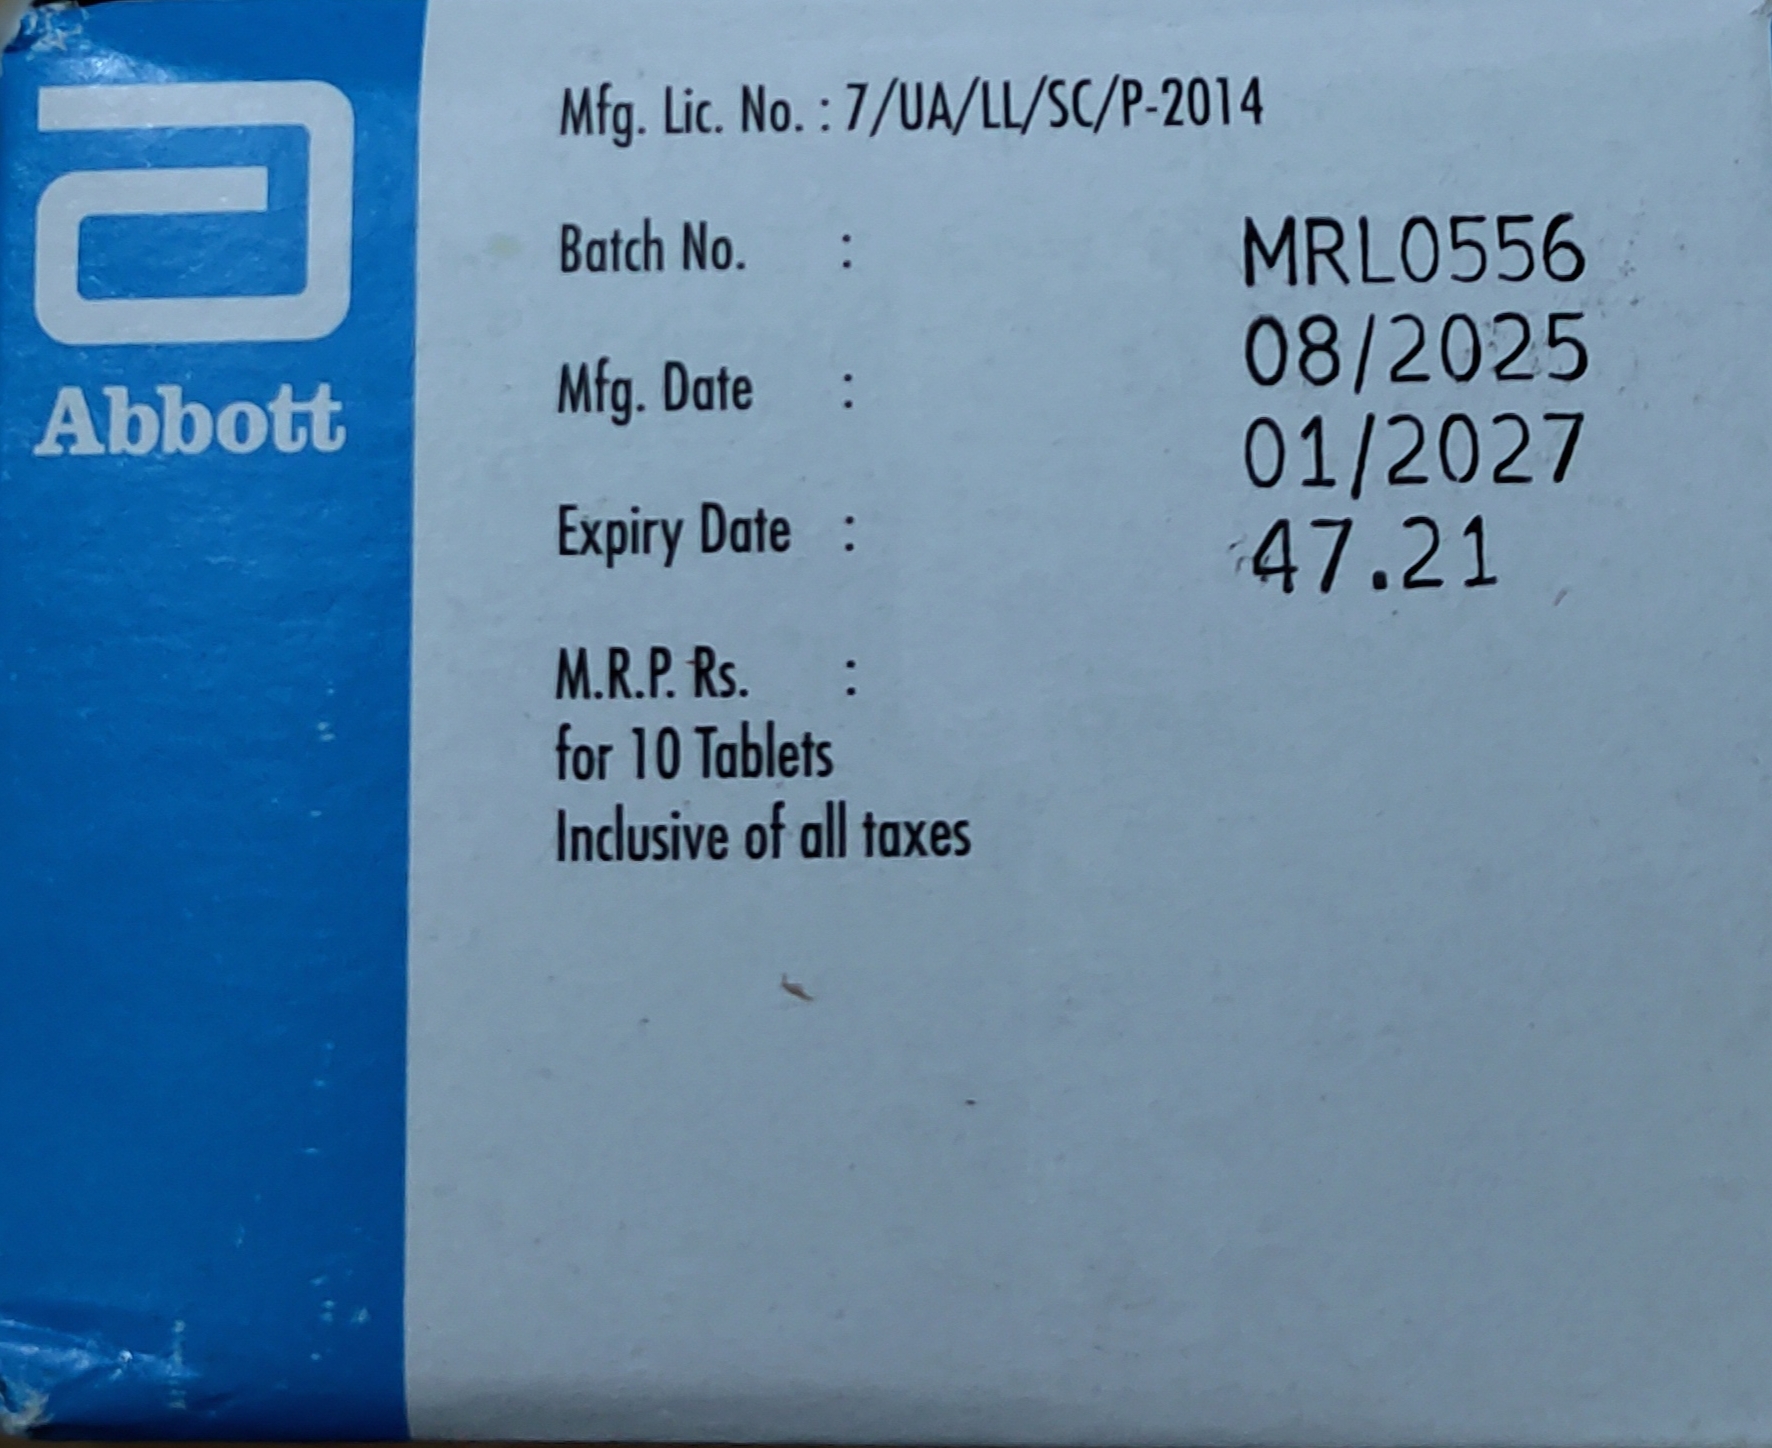 Abbott
Mfg. Lic. No. : 7/UA/LL/SC/P-2014
Batch No. : MRL0556
Mfg. Date : 08/2025
Expiry Date : 01/2027
M.R.P. Rs. : 47.21
for 10 Tablets
Inclusive of all taxes